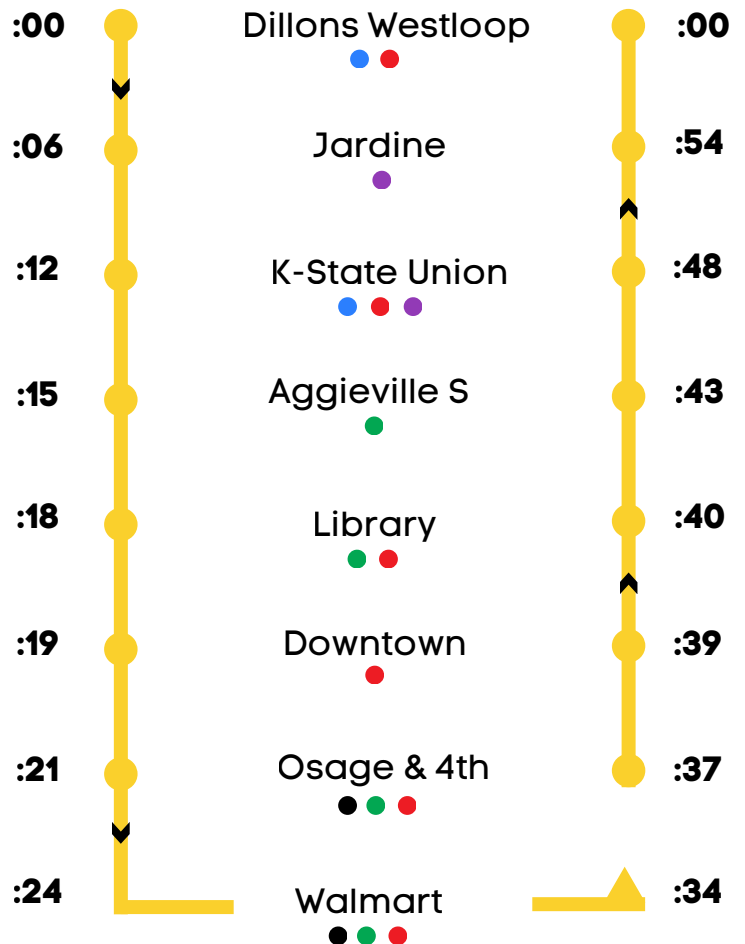 :00 Dillons Westloop :00
:06 Jardine :54
:12 K-State Union :48
:15 Aggieville S :43
:18 Library :40
:19 Downtown :39
:21 Osage & 4th :37
:24 Walmart :34